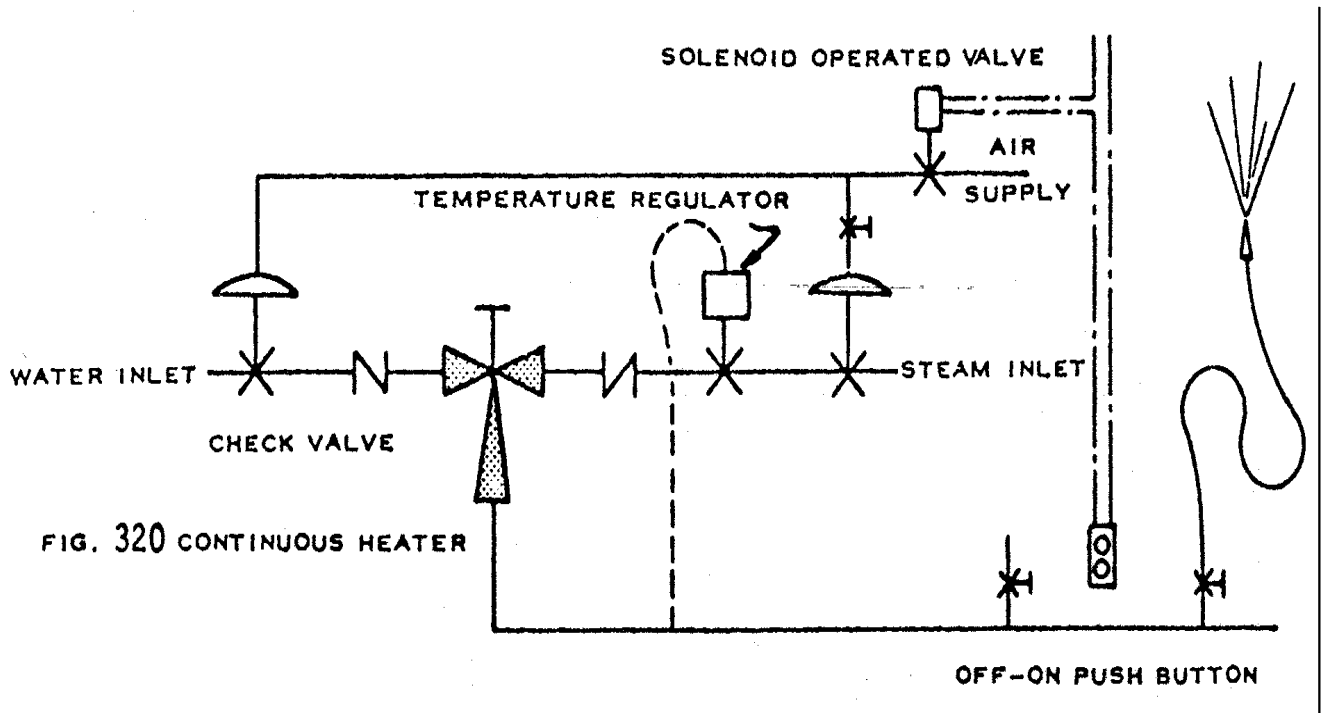 SOLENOID OPERATED VALVE
AIR
SUPPLY
TEMPERATURE REGULATOR
WATER INLET
STEAM INLET
CHECK VALVE
FIG. 320 CONTINUOUS HEATER
OFF-ON PUSH BUTTON